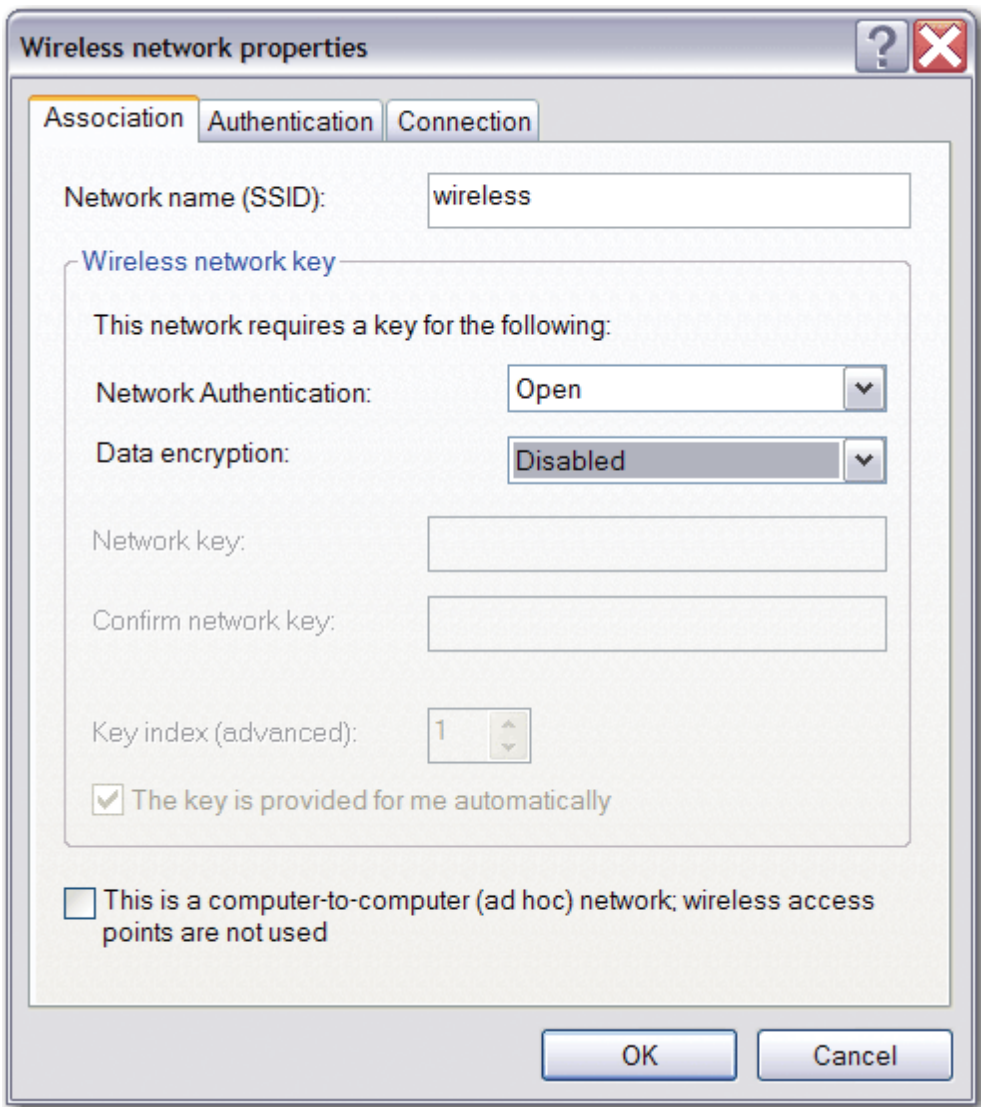 Wireless network properties
Association Authentication Connection
Network name (SSID): wireless
Wireless network key
This network requires a key for the following:
Network Authentication: Open
Data encryption: Disabled
Network key:
Confirm network key:
Key index (advanced): 1
The key is provided for me automatically
This is a computer-to-computer (ad hoc) network; wireless access
points are not used
OK Cancel